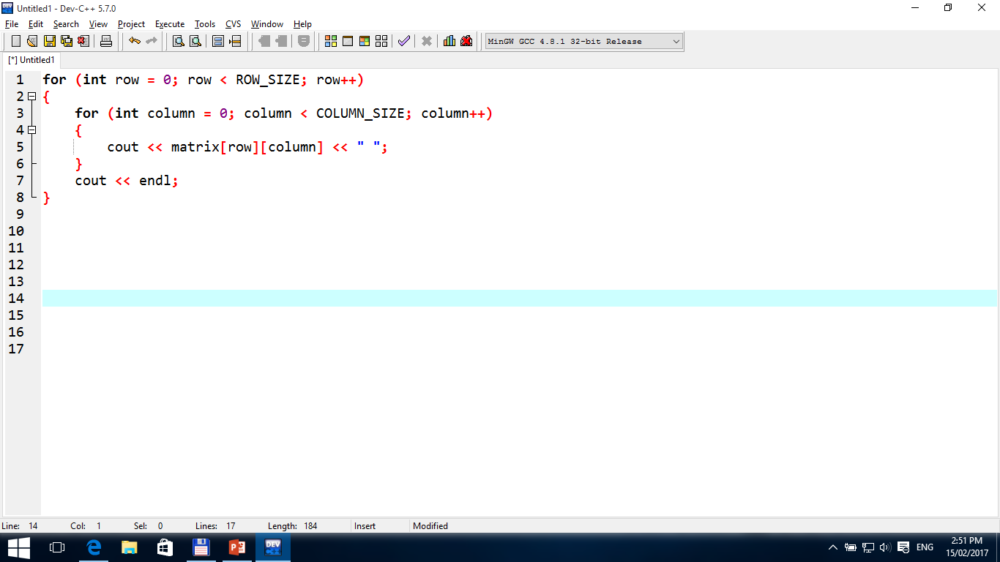 Untitled1 - Dev-C++ 5.7.0
File Edit Search View Project Execute Tools CVS Window Help
MinGW GCC 4.8.1 32-bit Release
[*] Untitled1
1 for (int row = 0; row < ROW_SIZE; row++)
2 {
3 for (int column = 0; column < COLUMN_SIZE; column++)
4 {
5 cout << matrix[row][column] << " ";
6 }
7 cout << endl;
8 }
9
10
11
12
13
14
15
16
17
Line: 14 Col: 1 Sel: 0 Lines: 17 Length: 184 Insert Modified
DEV C++ ENG 2:51 PM
15/02/2017